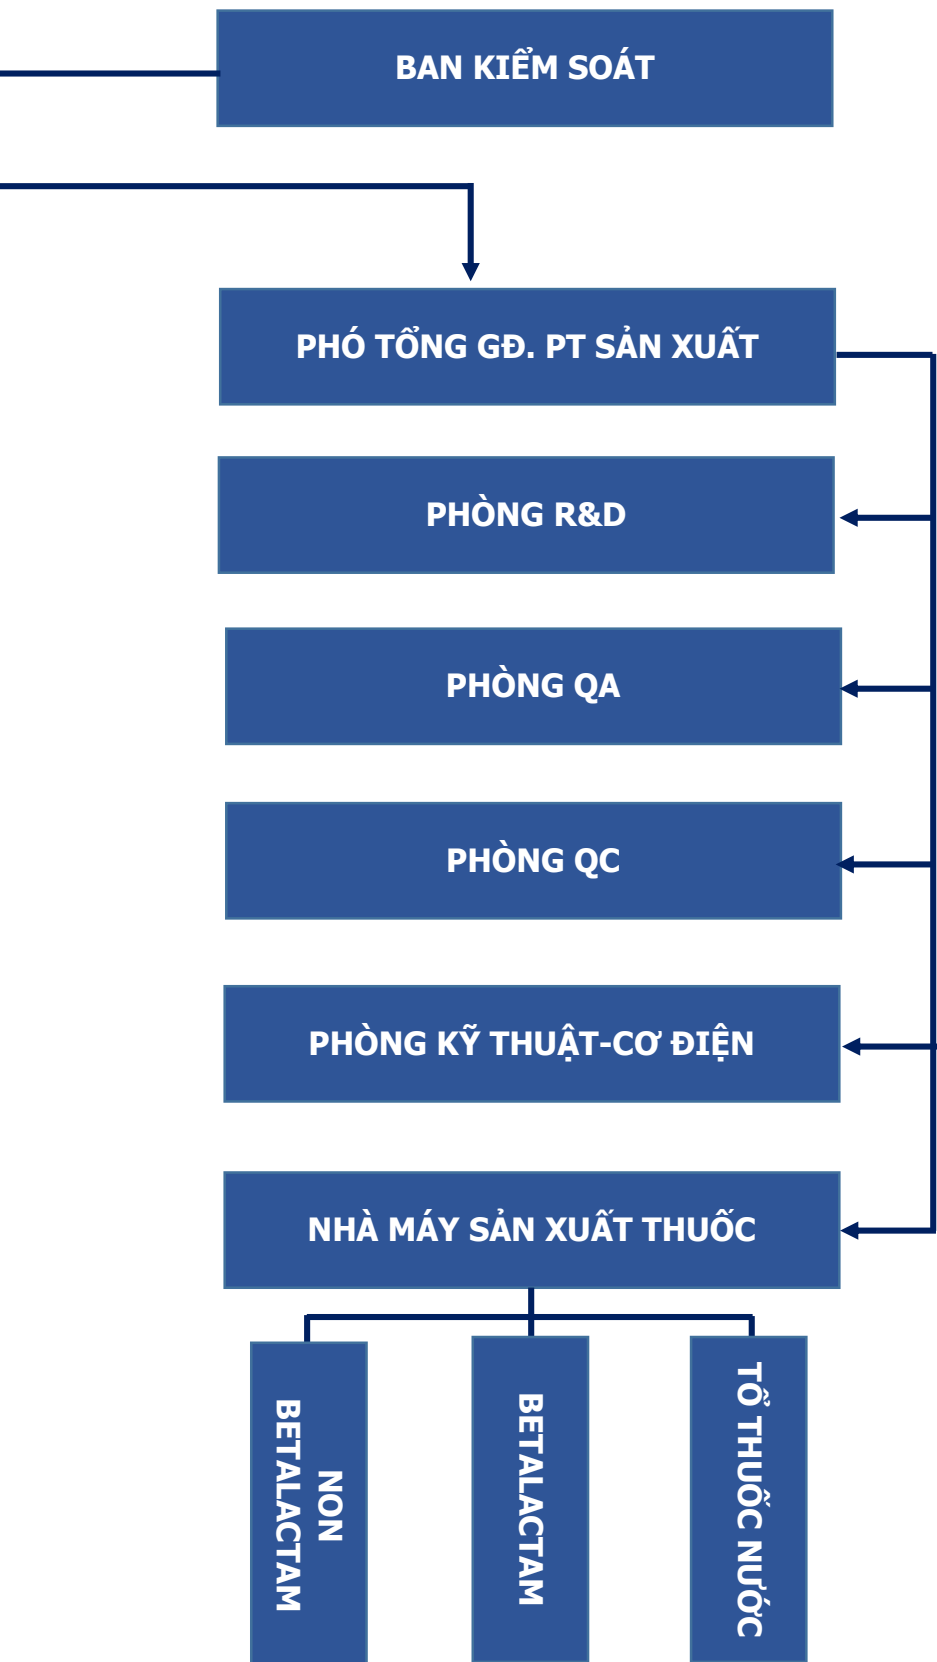 BAN KIỂM SOÁT
PHÓ TỔNG GĐ. PT SẢN XUẤT
PHÒNG R&D
PHÒNG QA
PHÒNG QC
PHÒNG KỸ THUẬT-CƠ ĐIỆN
NHÀ MÁY SẢN XUẤT THUỐC
NON
BETALACTAM
BETALACTAM
TỔ THUỐC NƯỚC